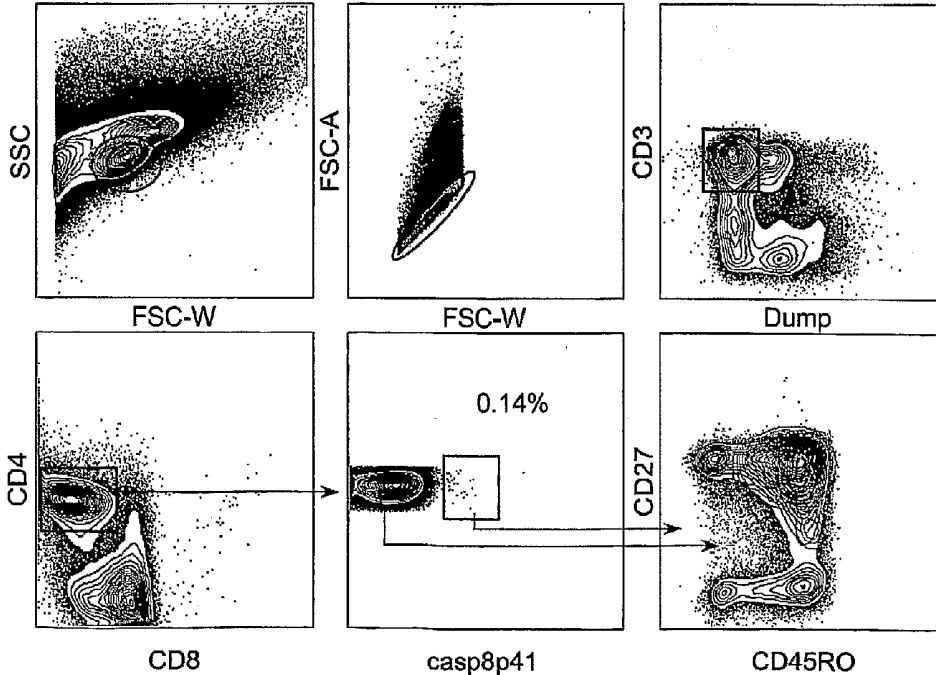 SSC
FSC-W
FSC-A
FSC-W
CD3
Dump
CD4
CD8
0.14%
casp8p41
CD27
CD45RO